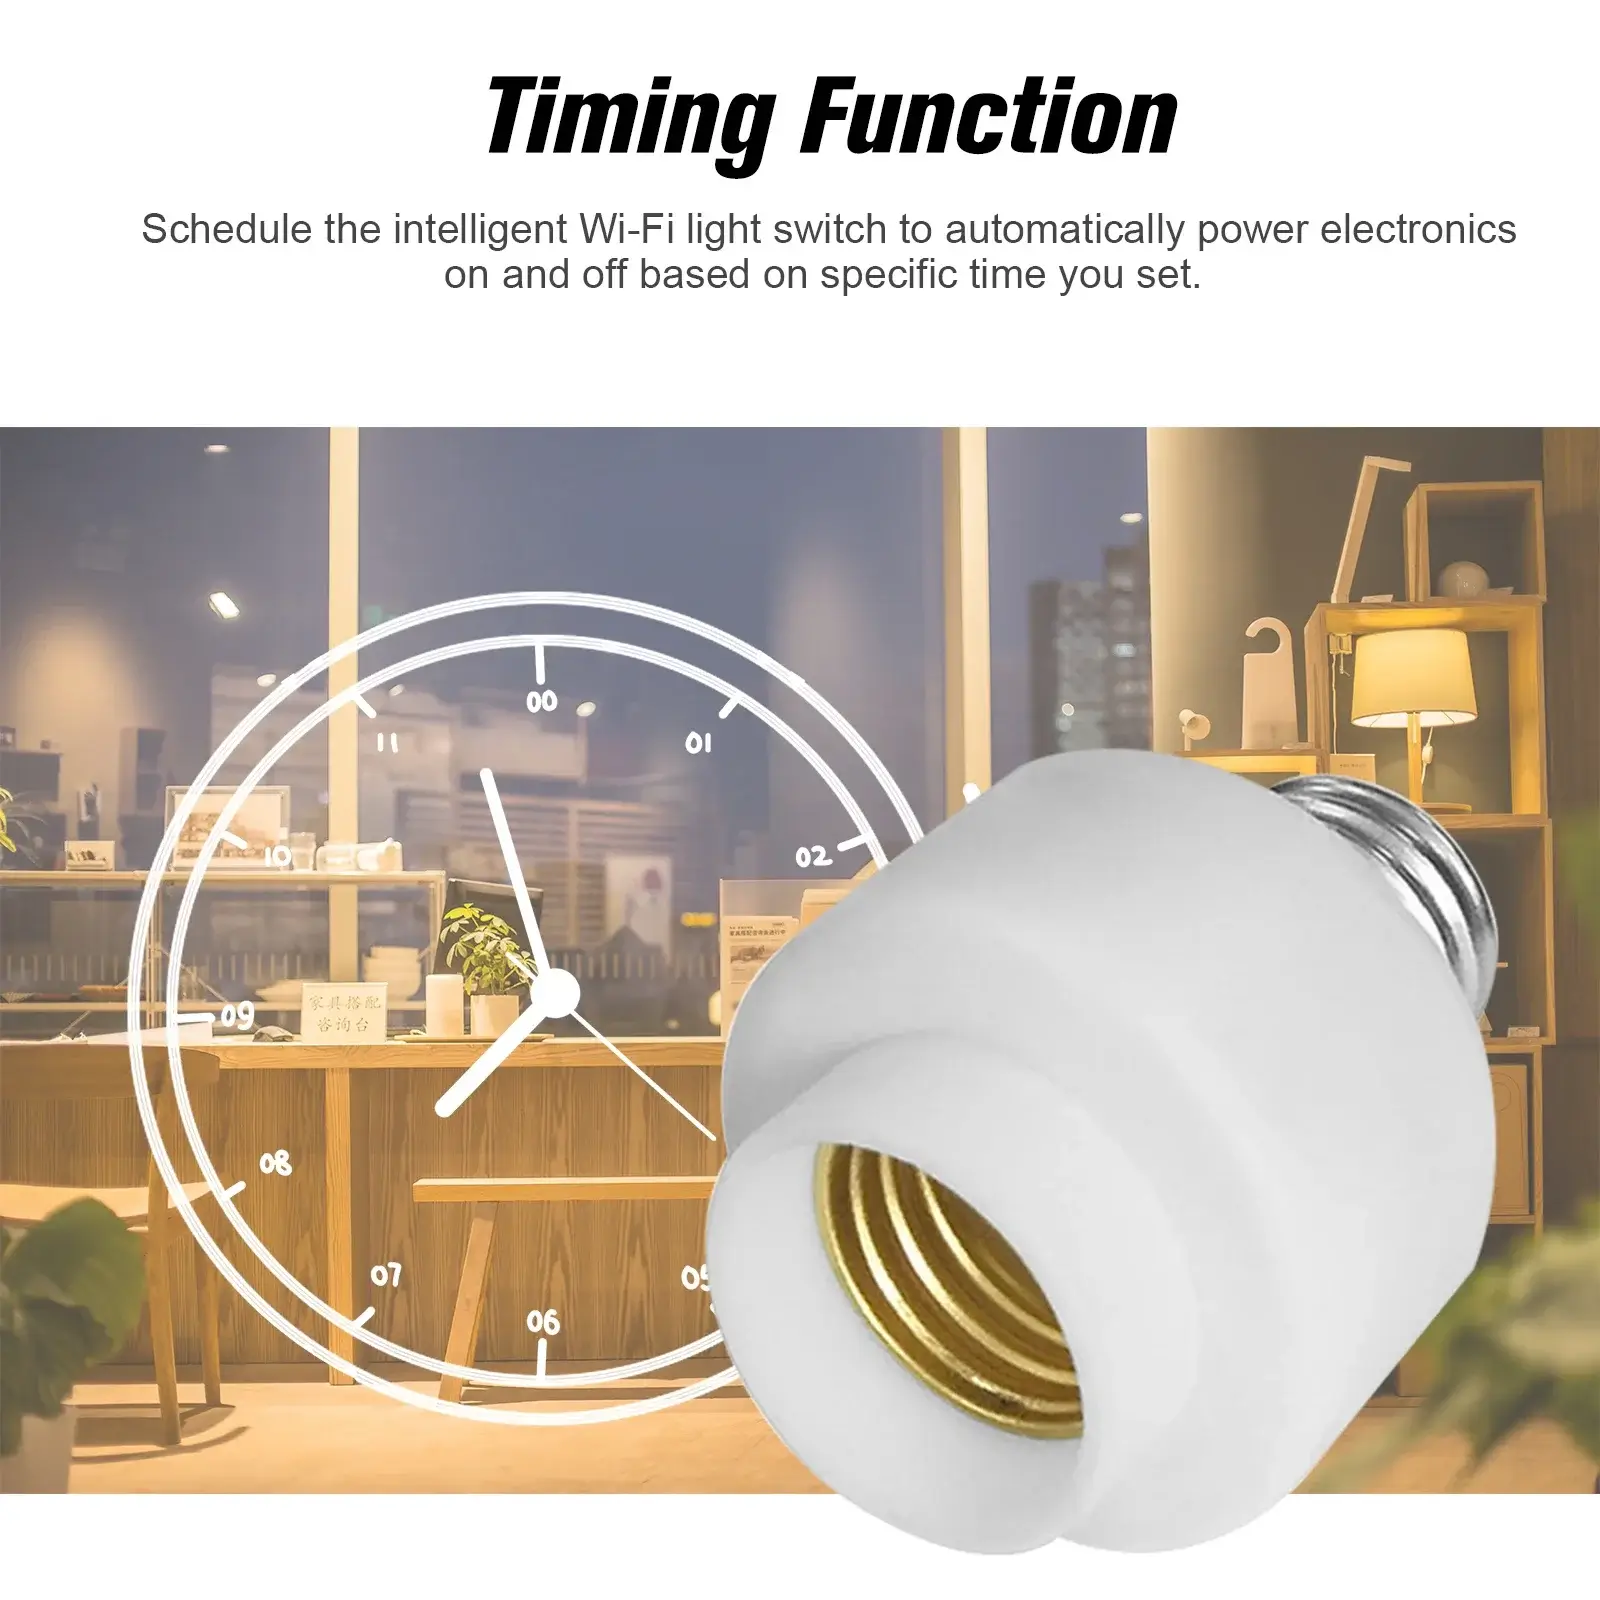 Timing Function
Schedule the intelligent Wi-Fi light switch to automatically power electronics
on and off based on specific time you set.
00
11
01
10
02
09
家具搭配
咨询台
08
07
05
06